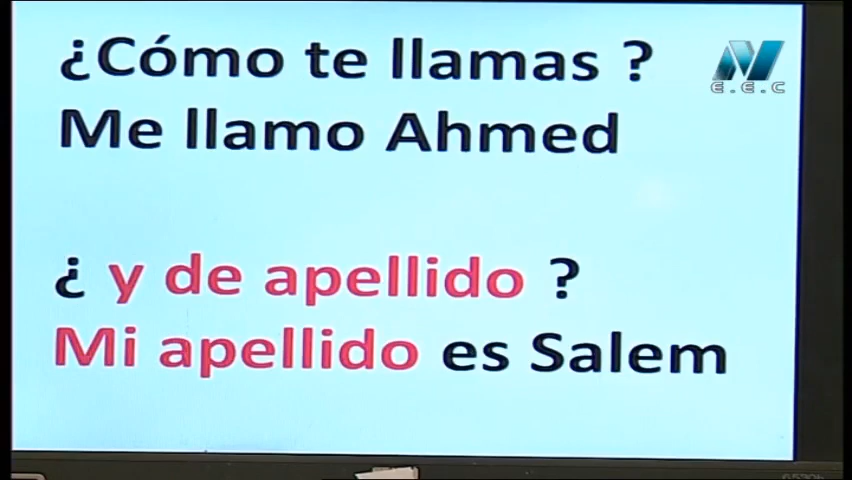 ¿Cómo te llamas ?
Me llamo Ahmed
¿ y de apellido ?
Mi apellido es Salem
E.E.C